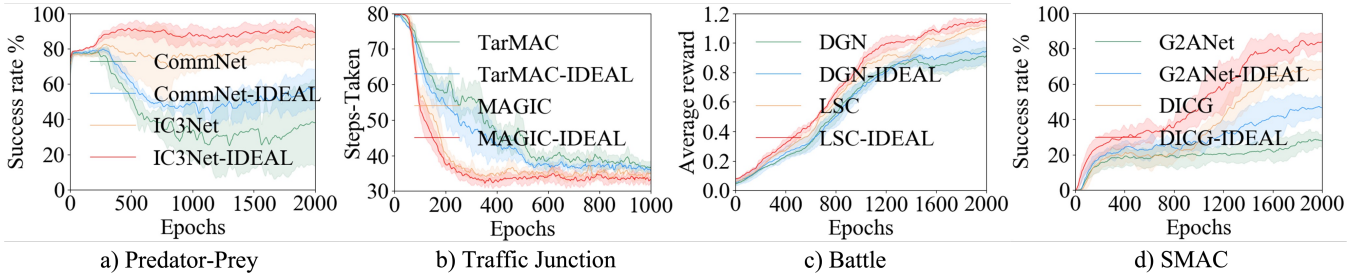 Success rate %
100
80
60
40
20
0
0 500 1000 1500 2000
Epochs
CommNet
CommNet-IDEAL
IC3Net
IC3Net-IDEAL
a) Predator-Prey
Steps-Taken
80
70
60
50
40
30
0 200 400 600 800 1000
Epochs
TarMAC
TarMAC-IDEAL
MAGIC
MAGIC-IDEAL
b) Traffic Junction
Average reward
1.2
1.0
0.8
0.6
0.4
0.2
0.0
0 400 800 1200 1600 2000
Epochs
DGN
DGN-IDEAL
LSC
LSC-IDEAL
c) Battle
Success rate %
100
80
60
40
20
0
0 400 800 1200 1600 2000
Epochs
G2ANet
G2ANet-IDEAL
DICG
DICG-IDEAL
d) SMAC